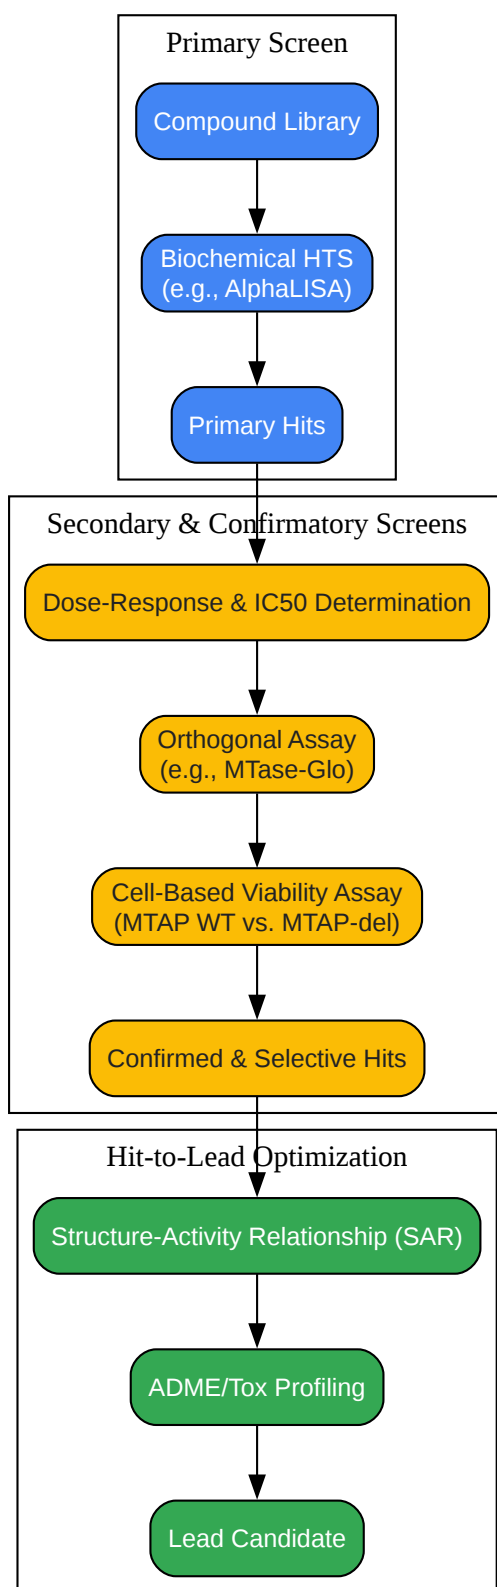 Primary Screen
Compound Library
Biochemical HTS
(e.g., AlphaLISA)
Primary Hits
Secondary & Confirmatory Screens
Dose-Response & IC50 Determination
Orthogonal Assay
(e.g., MTase-Glo)
Cell-Based Viability Assay
(MTAP WT vs. MTAP-del)
Confirmed & Selective Hits
Hit-to-Lead Optimization
Structure-Activity Relationship (SAR)
ADME/Tox Profiling
Lead Candidate